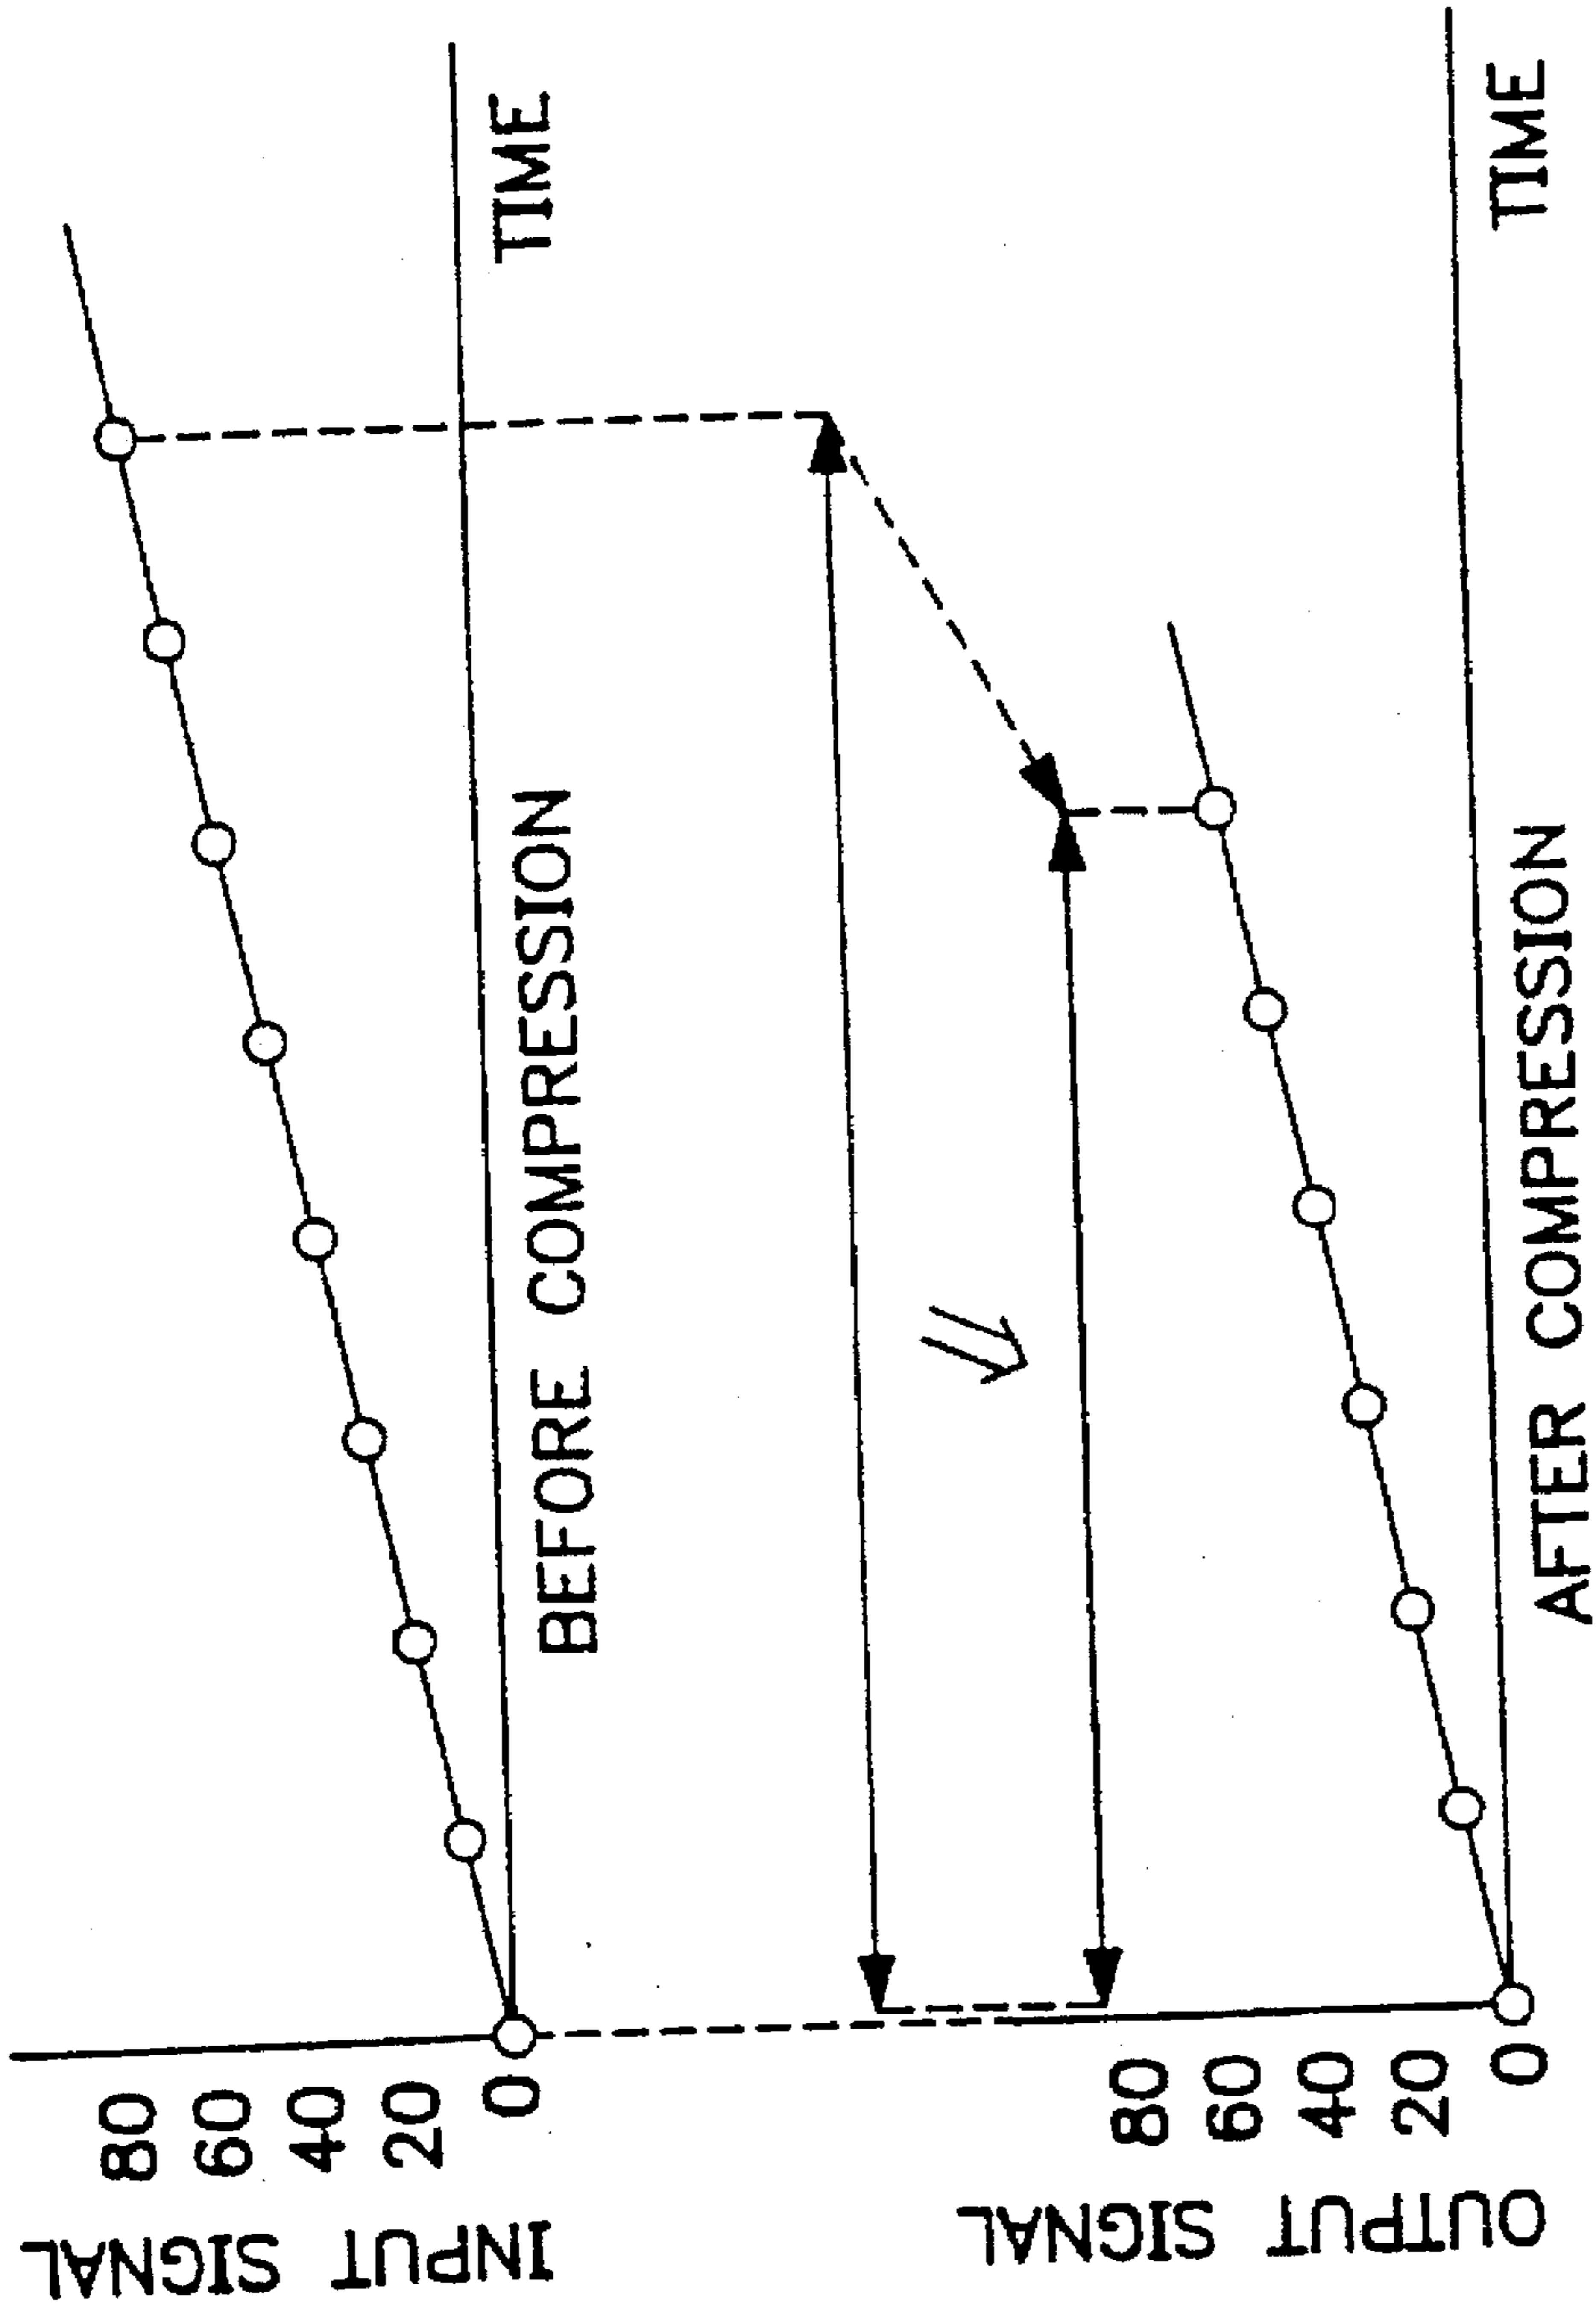 INPUT SIGNAL
80
60
40
20
0
TIME
BEFORE COMPRESSION
OUTPUT SIGNAL
80
60
40
20
0
TIME
AFTER COMPRESSION